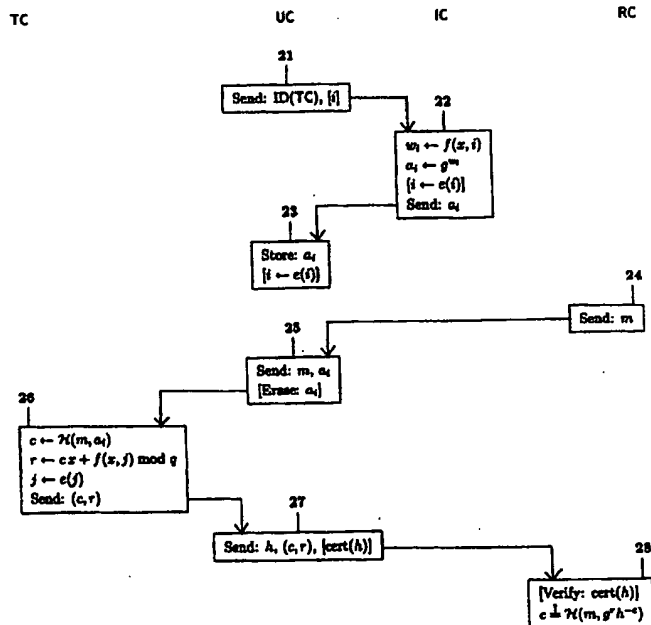 TC UC IC RC
21
Send: ID(TC), [i]
22
w_i ← f(x, i)
a_i ← g^{w_i}
[i ← e(i)]
Send: a_i
23
Store: a_i
[i ← e(i)]
24
Send: m
25
Send: m, a_i
[Erase: a_i]
26
c ← ℋ(m, a_i)
r ← cx + f(x, j) mod q
j ← e(j)
Send: (c, r)
27
Send: h, (c, r), [cert(h)]
28
[Verify: cert(h)]
c ≟ ℋ(m, g^r h^{-c})